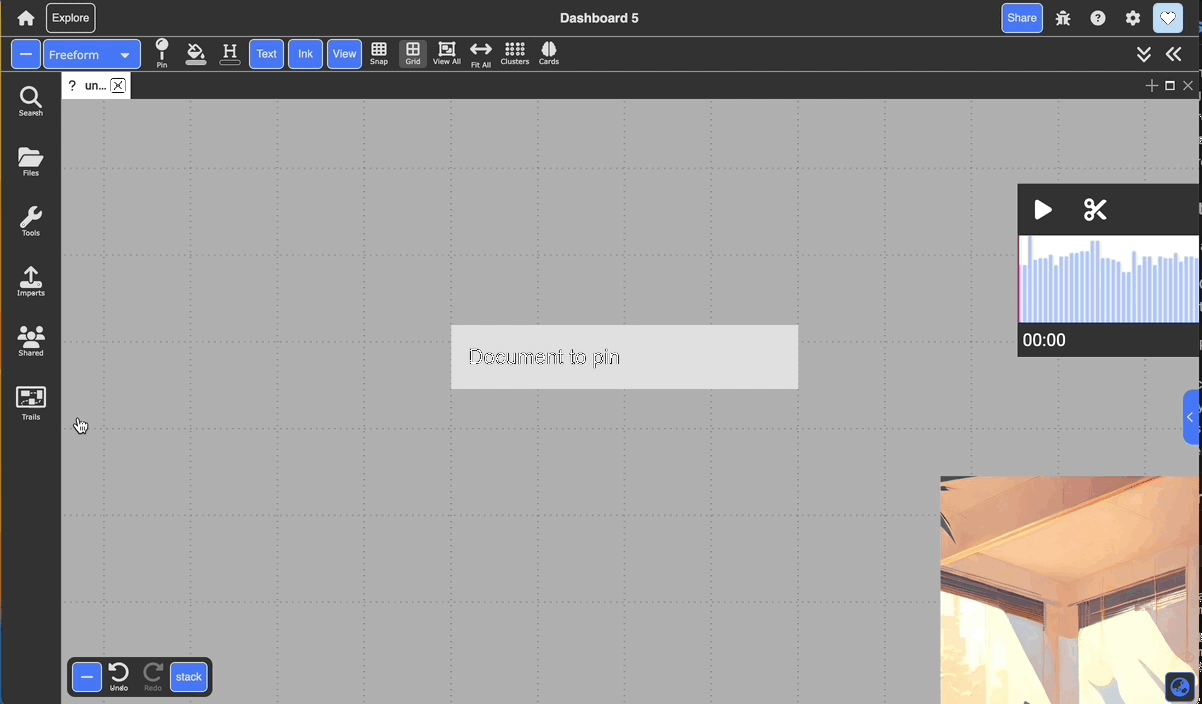 Explore
Dashboard 5
Share
Freeform
Pin
H
Text
Ink
View
Snap
Grid
View All
Fit All
Clusters
Cards
? un...
Search
Files
Tools
Imports
Shared
Trails
00:00
Document to pin
Undo
Redo
stack